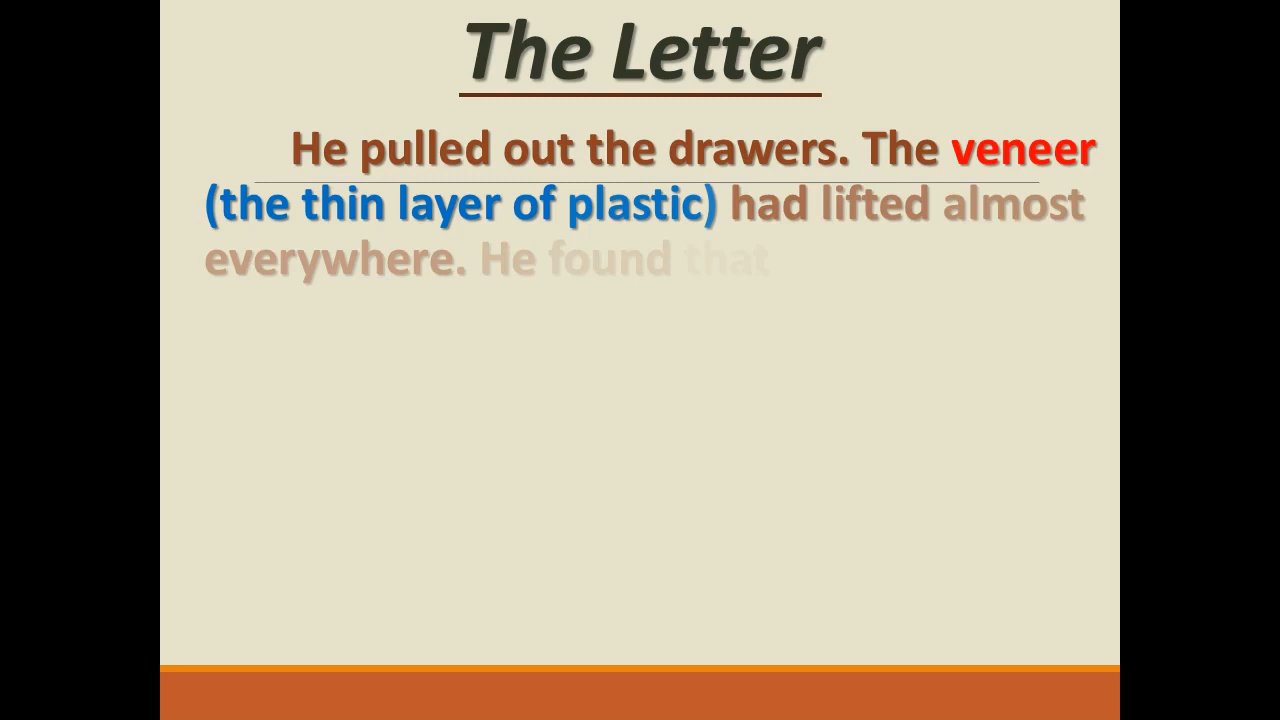 The Letter
He pulled out the drawers. The veneer
(the thin layer of plastic) had lifted almost
everywhere. He found that